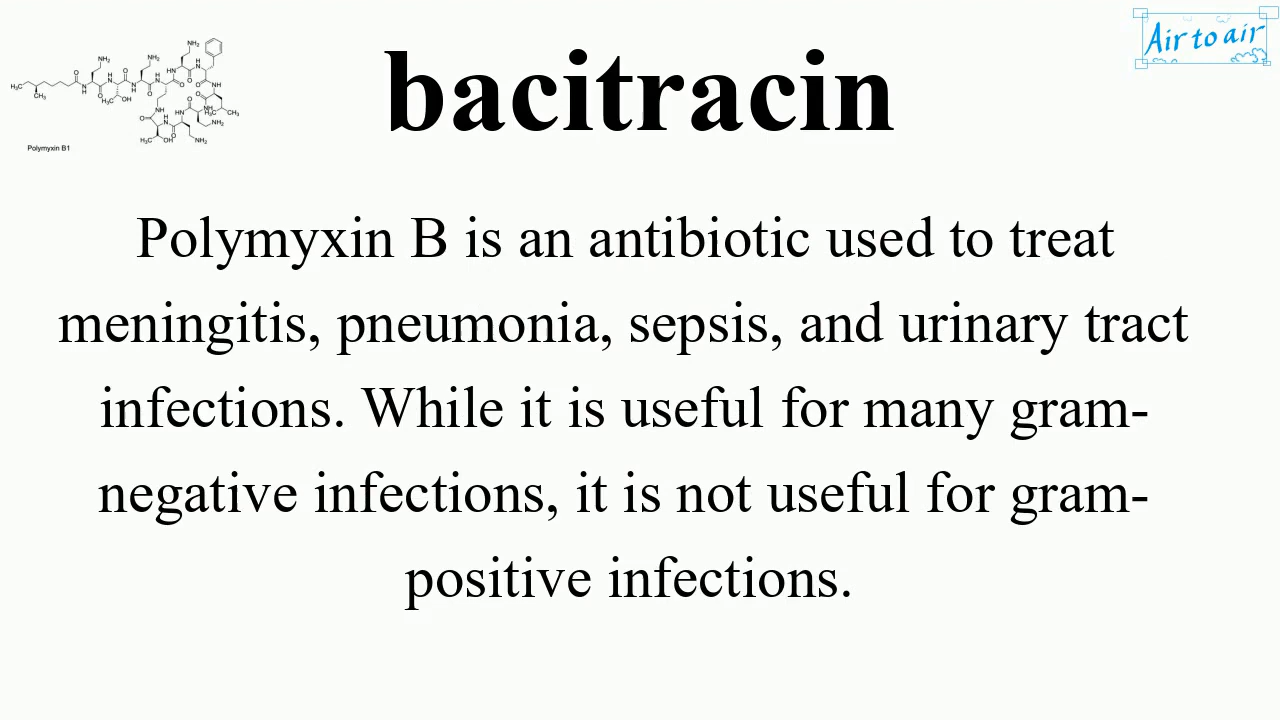 Air to air
bacitracin
Polymyxin B1
Polymyxin B is an antibiotic used to treat
meningitis, pneumonia, sepsis, and urinary tract
infections. While it is useful for many gram-
negative infections, it is not useful for gram-
positive infections.